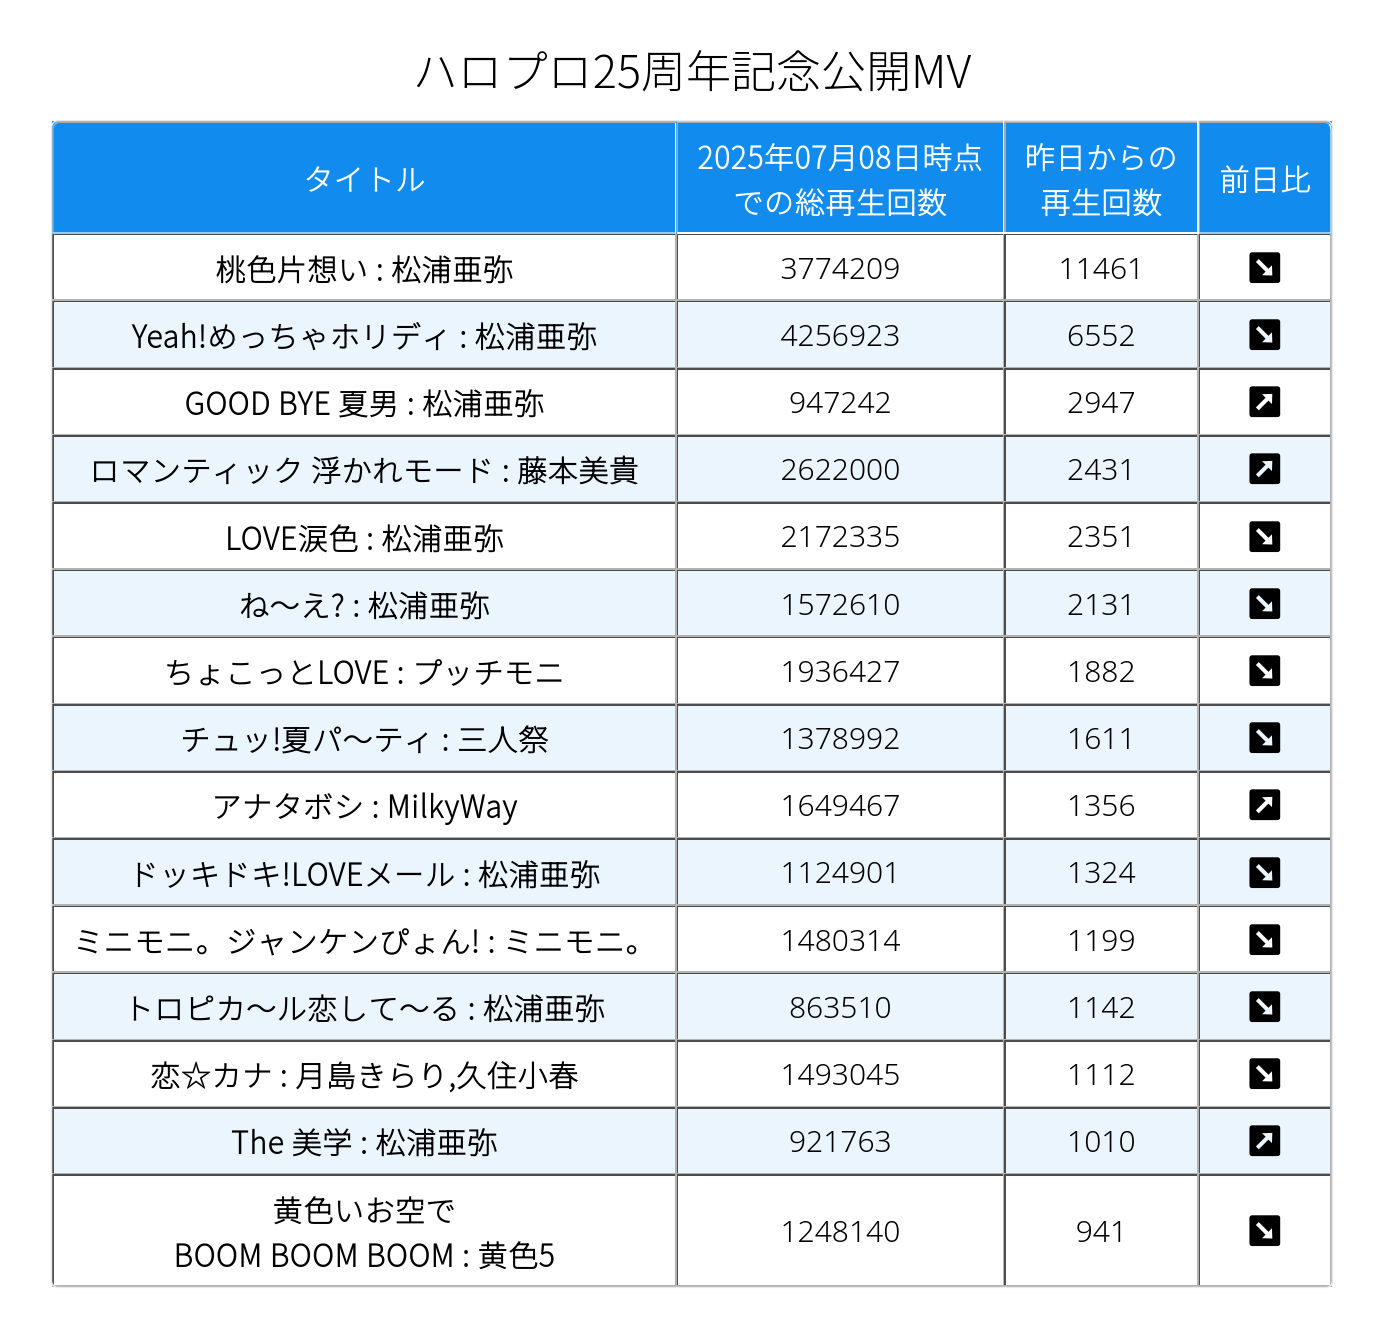 ハロプロ25周年記念公開MV
タイトル 2025年07月08日時点での総再生回数 昨日からの再生回数 前日比
桃色片想い : 松浦亜弥 3774209 11461 ↘
Yeah!めっちゃホリディ : 松浦亜弥 4256923 6552 ↘
GOOD BYE 夏男 : 松浦亜弥 947242 2947 ↗
ロマンティック 浮かれモード : 藤本美貴 2622000 2431 ↗
LOVE涙色 : 松浦亜弥 2172335 2351 ↘
ね〜え? : 松浦亜弥 1572610 2131 ↘
ちょこっとLOVE : プッチモニ 1936427 1882 ↘
チュッ!夏パ〜ティ : 三人祭 1378992 1611 ↘
アナタボシ : MilkyWay 1649467 1356 ↗
ドッキドキ!LOVEメール : 松浦亜弥 1124901 1324 ↘
ミニモニ。ジャンケンぴょん! : ミニモニ。 1480314 1199 ↘
トロピカ〜ル恋して〜る : 松浦亜弥 863510 1142 ↘
恋☆カナ : 月島きらり,久住小春 1493045 1112 ↘
The 美学 : 松浦亜弥 921763 1010 ↗
黄色いお空で
BOOM BOOM BOOM : 黄色5 1248140 941 ↘